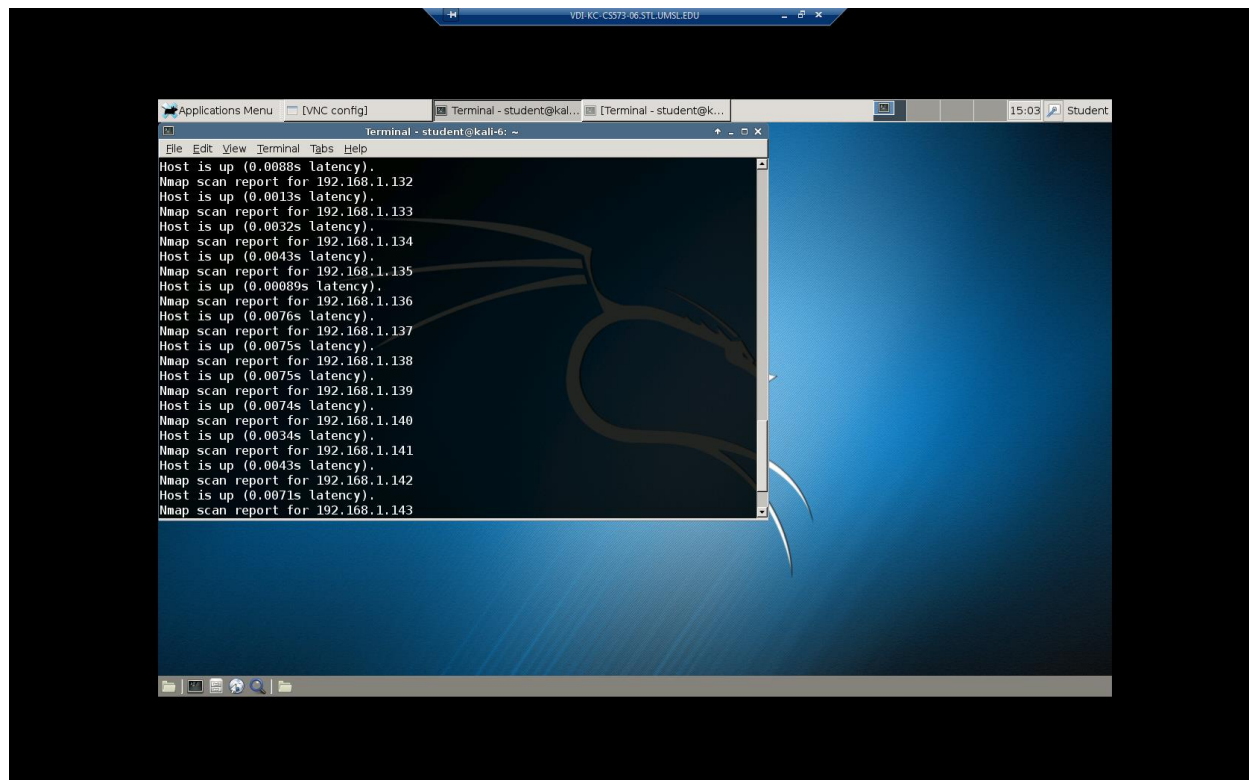 VDI-KC-CS573-06.STL.UMSL.EDU
Applications Menu [VNC config] Terminal - student@kal... [Terminal - student@k... 15:03 Student
Terminal - student@kali-6: ~
File Edit View Terminal Tabs Help
Host is up (0.0088s latency).
Nmap scan report for 192.168.1.132
Host is up (0.0013s latency).
Nmap scan report for 192.168.1.133
Host is up (0.0032s latency).
Nmap scan report for 192.168.1.134
Host is up (0.0043s latency).
Nmap scan report for 192.168.1.135
Host is up (0.00089s latency).
Nmap scan report for 192.168.1.136
Host is up (0.0076s latency).
Nmap scan report for 192.168.1.137
Host is up (0.0075s latency).
Nmap scan report for 192.168.1.138
Host is up (0.0075s latency).
Nmap scan report for 192.168.1.139
Host is up (0.0074s latency).
Nmap scan report for 192.168.1.140
Host is up (0.0034s latency).
Nmap scan report for 192.168.1.141
Host is up (0.0043s latency).
Nmap scan report for 192.168.1.142
Host is up (0.0071s latency).
Nmap scan report for 192.168.1.143